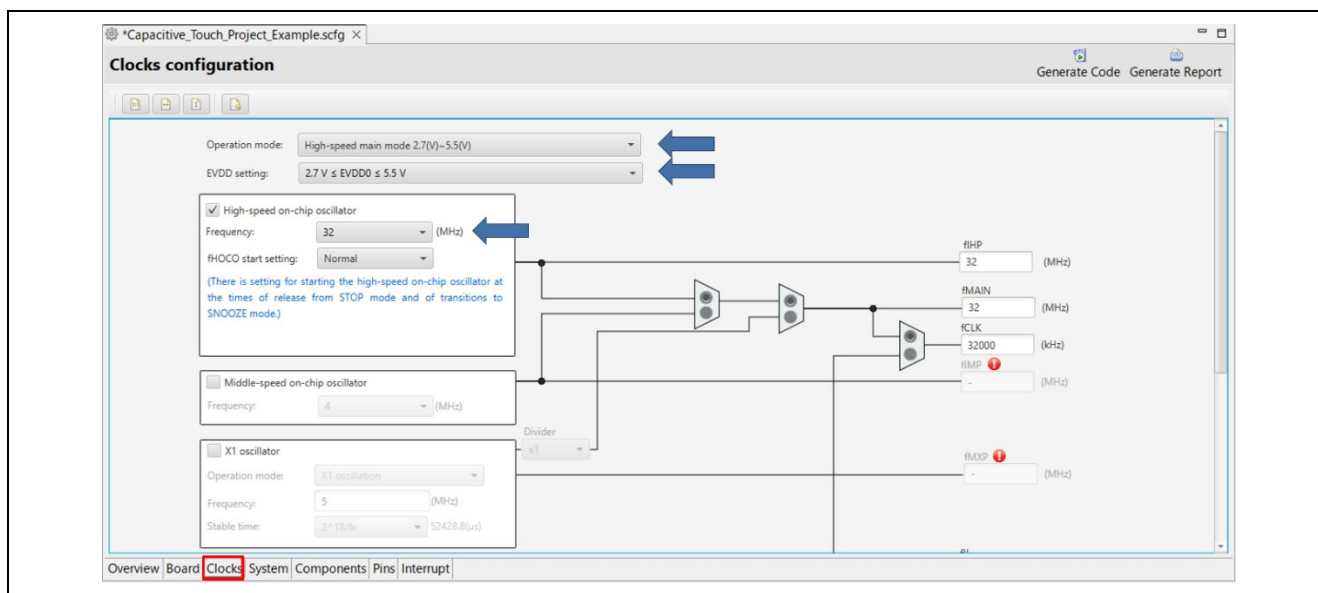 *Capacitive_Touch_Project_Example.scfg
Clocks configuration
Generate Code Generate Report
Operation mode: High-speed main mode 2.7(V)~5.5(V)
EVDD setting: 2.7 V ≤ EVDD0 ≤ 5.5 V
High-speed on-chip oscillator
Frequency: 32 (MHz)
fHOCO start setting: Normal
(There is setting for starting the high-speed on-chip oscillator at
the times of release from STOP mode and of transitions to
SNOOZE mode.)
fIHP
32 (MHz)
fMAIN
32 (MHz)
fCLK
32000 (kHz)
fIMP
- (MHz)
Middle-speed on-chip oscillator
Frequency: 4 (MHz)
Divider
x1
X1 oscillator
Operation mode: X1 oscillation
Frequency: 5 (MHz)
Stable time: 2^18/fx 52428.8(μs)
fMXP
- (MHz)
Overview Board Clocks System Components Pins Interrupt